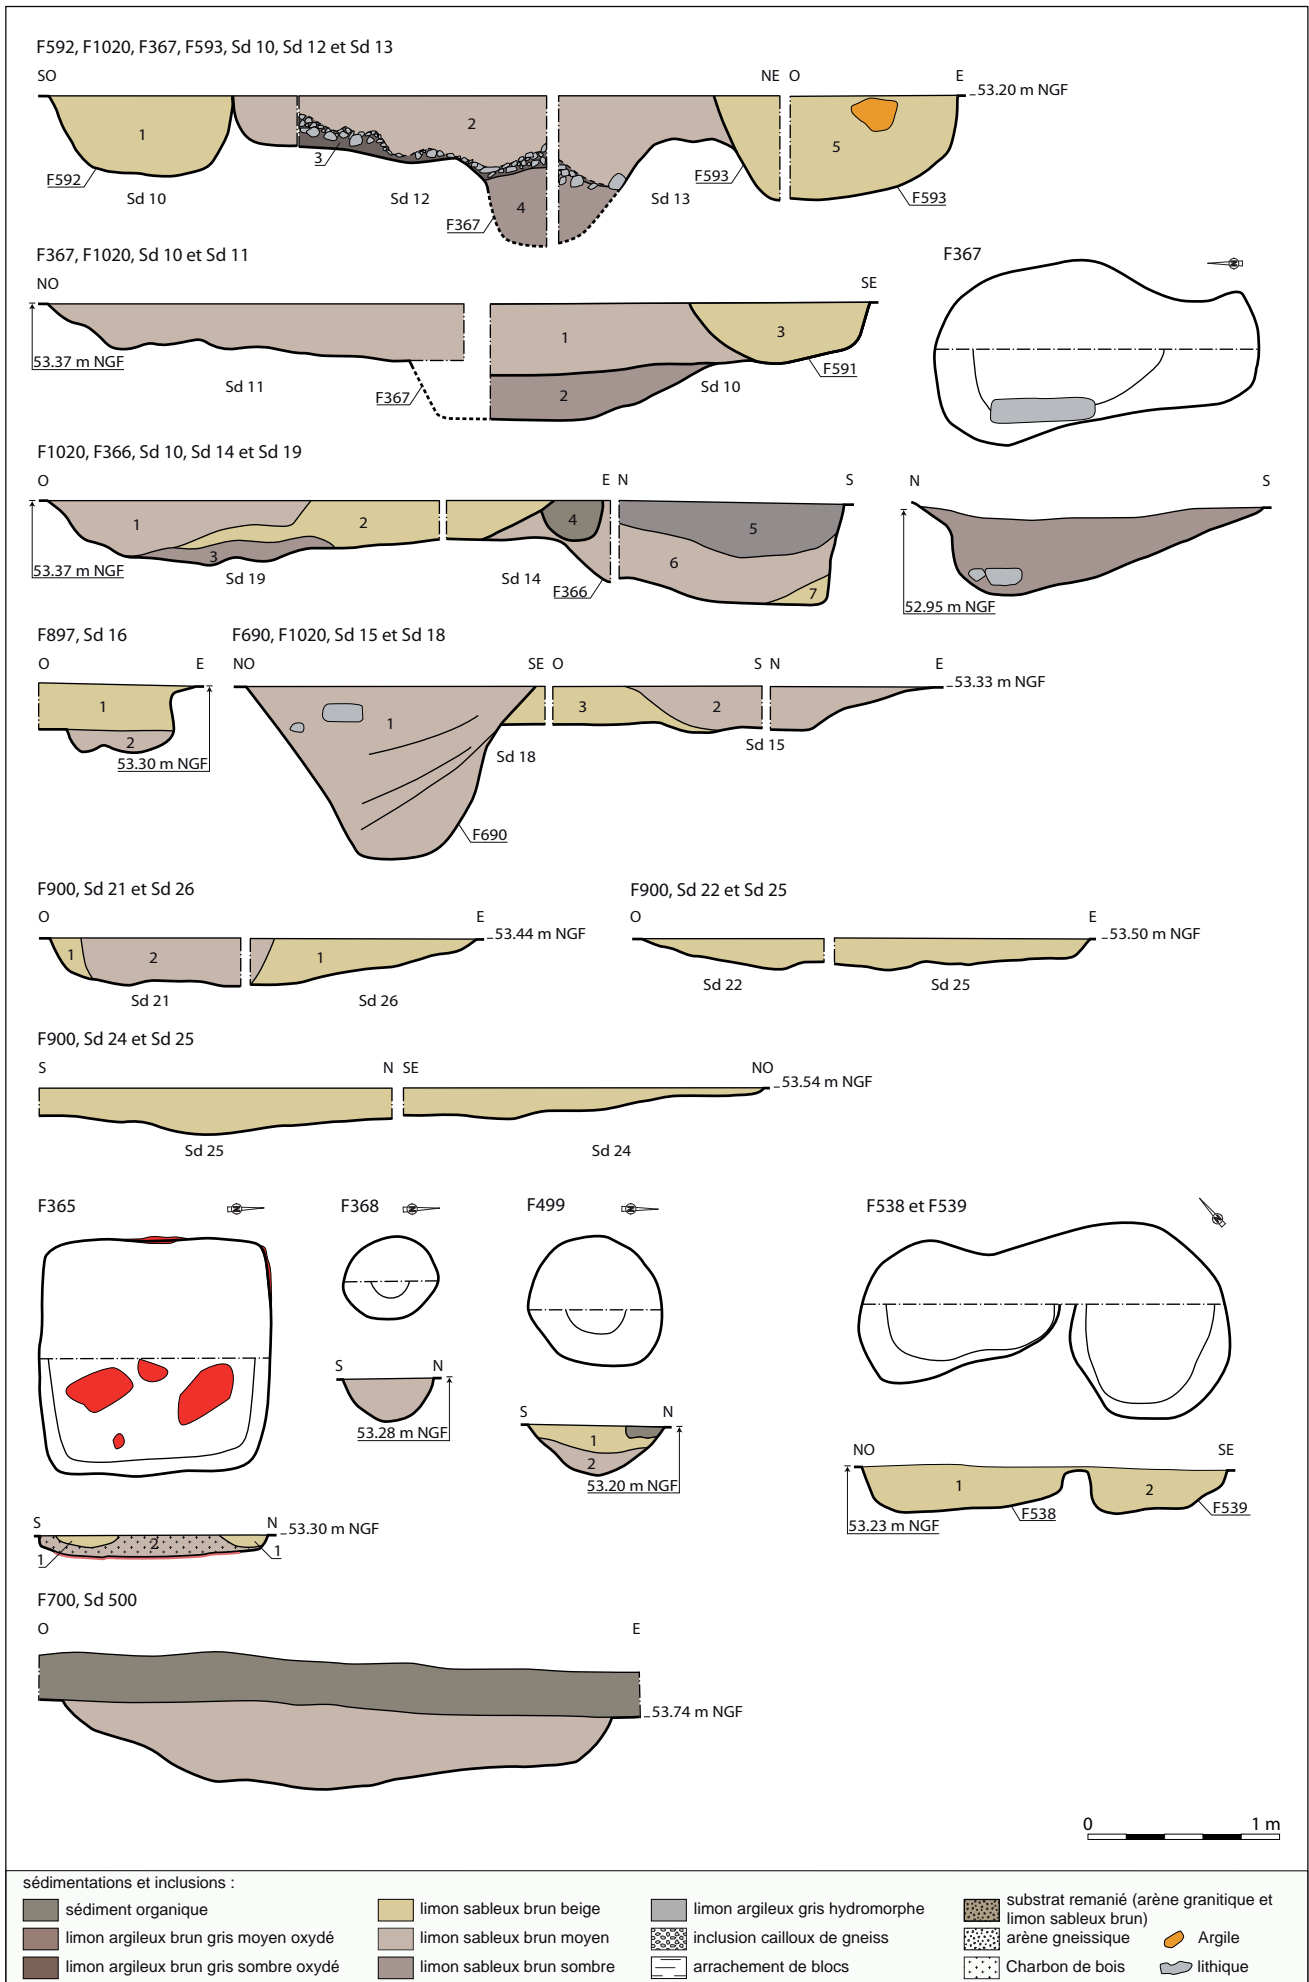 F592, F1020, F367, F593, Sd 10, Sd 12 et Sd 13
SO NE O E
53.20 m NGF
1 2 3 4 5
F592 Sd 10 Sd 12 F367 Sd 13 F593 F593
F367, F1020, Sd 10 et Sd 11
NO SE
1 2 3
53.37 m NGF
Sd 11 F367 Sd 10 F591
F367
N S
52.95 m NGF
F1020, F366, Sd 10, Sd 14 et Sd 19
O E N S
1 2 3 4 5 6 7
53.37 m NGF
Sd 19 Sd 14 F366
F897, Sd 16
O E
1
2
53.30 m NGF
F690, F1020, Sd 15 et Sd 18
NO SE O S N E
53.33 m NGF
1 3 2
Sd 18 Sd 15
F690
F900, Sd 21 et Sd 26
O E
53.44 m NGF
1 2 1
Sd 21 Sd 26
F900, Sd 22 et Sd 25
O E
53.50 m NGF
Sd 22 Sd 25
F900, Sd 24 et Sd 25
S N SE NO
53.54 m NGF
Sd 25 Sd 24
F365
S N
53.30 m NGF
1 2 1
F368
S N
53.28 m NGF
F499
S N
1
2
53.20 m NGF
F538 et F539
NO SE
1 2
53.23 m NGF
F538 F539
F700, Sd 500
O E
53.74 m NGF
0 1 m
sédimentations et inclusions :
sédiment organique
limon argileux brun gris moyen oxydé
limon argileux brun gris sombre oxydé
limon sableux brun beige
limon sableux brun moyen
limon sableux brun sombre
limon argileux gris hydromorphe
inclusion cailloux de gneiss
arrachement de blocs
substrat remanié (arène granitique et
limon sableux brun)
arène gneissique
Charbon de bois
Argile
lithique